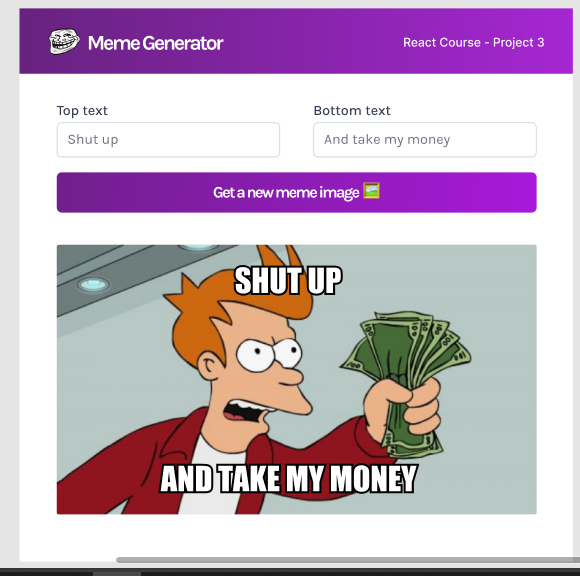 Meme Generator
React Course - Project 3
Top text
Bottom text
Shut up
And take my money
Get a new meme image 🖼️
SHUT UP
AND TAKE MY MONEY